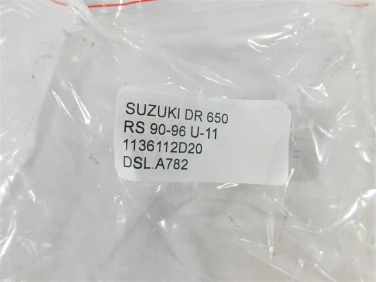 SUZUKI DR 650
RS 90-96 U-11
1136112D20
DSL.A782